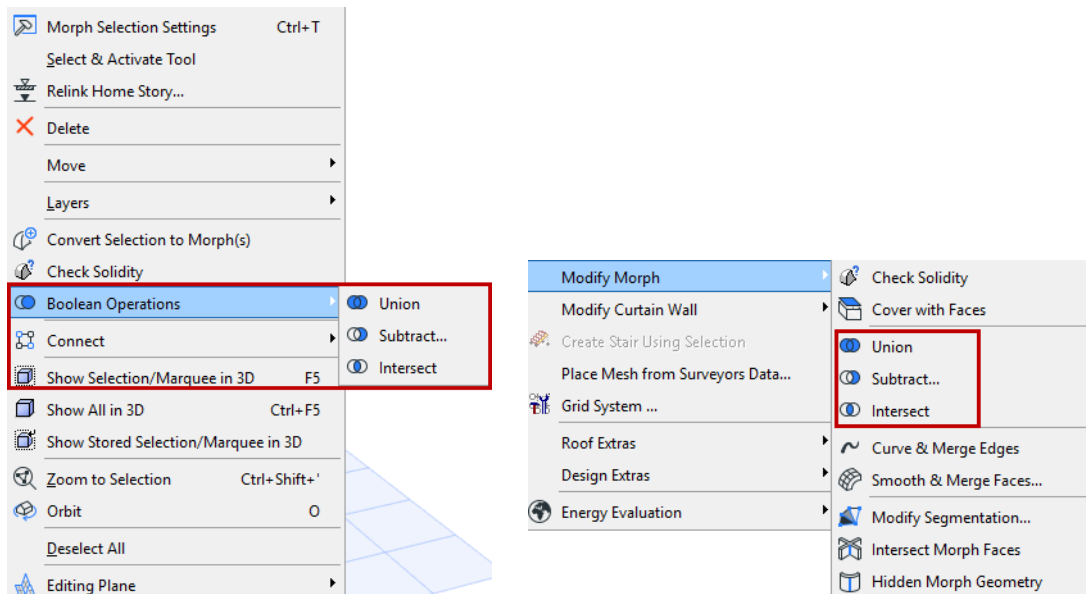 Morph Selection Settings Ctrl+T
Select & Activate Tool
Relink Home Story...
Delete
Move
Layers
Convert Selection to Morph(s)
Check Solidity
Boolean Operations
Connect
Show Selection/Marquee in 3D F5
Show All in 3D Ctrl+F5
Show Stored Selection/Marquee in 3D
Zoom to Selection Ctrl+Shift+'
Orbit O
Deselect All
Editing Plane
Union
Subtract...
Intersect
Modify Morph
Modify Curtain Wall
Create Stair Using Selection
Place Mesh from Surveyors Data...
Grid System ...
Roof Extras
Design Extras
Energy Evaluation
Check Solidity
Cover with Faces
Union
Subtract...
Intersect
Curve & Merge Edges
Smooth & Merge Faces...
Modify Segmentation...
Intersect Morph Faces
Hidden Morph Geometry